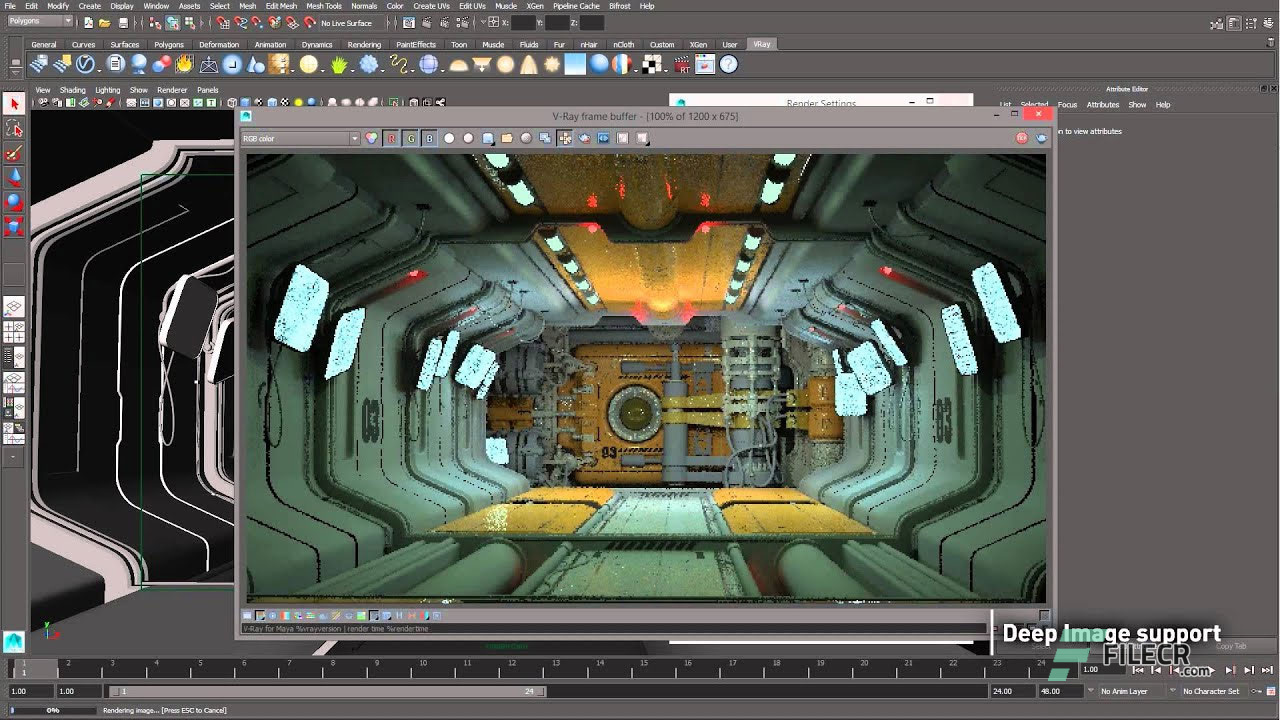 File Edit Modify Create Display Window Assets Select Mesh Edit Mesh Mesh Tools Normals Color Create UVs Edit UVs Muscle XGen Pipeline Cache Bifrost Help
Polygons No Live Surface X: Y: Z:
General Curves Surfaces Polygons Deformation Animation Dynamics Rendering PaintEffects Toon Muscle Fluids Fur nHair nCloth Custom XGen User VRay
View Shading Lighting Show Renderer Panels
Attribute Editor
Render Settings
List Selected Focus Attributes Show Help
V-Ray frame buffer - [100% of 1200 x 675]
RGB color R G B
n to view attributes
03 83
03
V-Ray for Maya %vrayversion | render time %rendertime
Deep Image support
Copy Tab
FILECR
.com
1 2 3 4 5 6 7 8 9 10 11 12 13 14 15 16 17 18 19 20 21 22 23 24
1 1.00
1.00 1.00 1 24 24.00 48.00 No Anim Layer No Character Set
0% Rendering image... [Press ESC to Cancel]